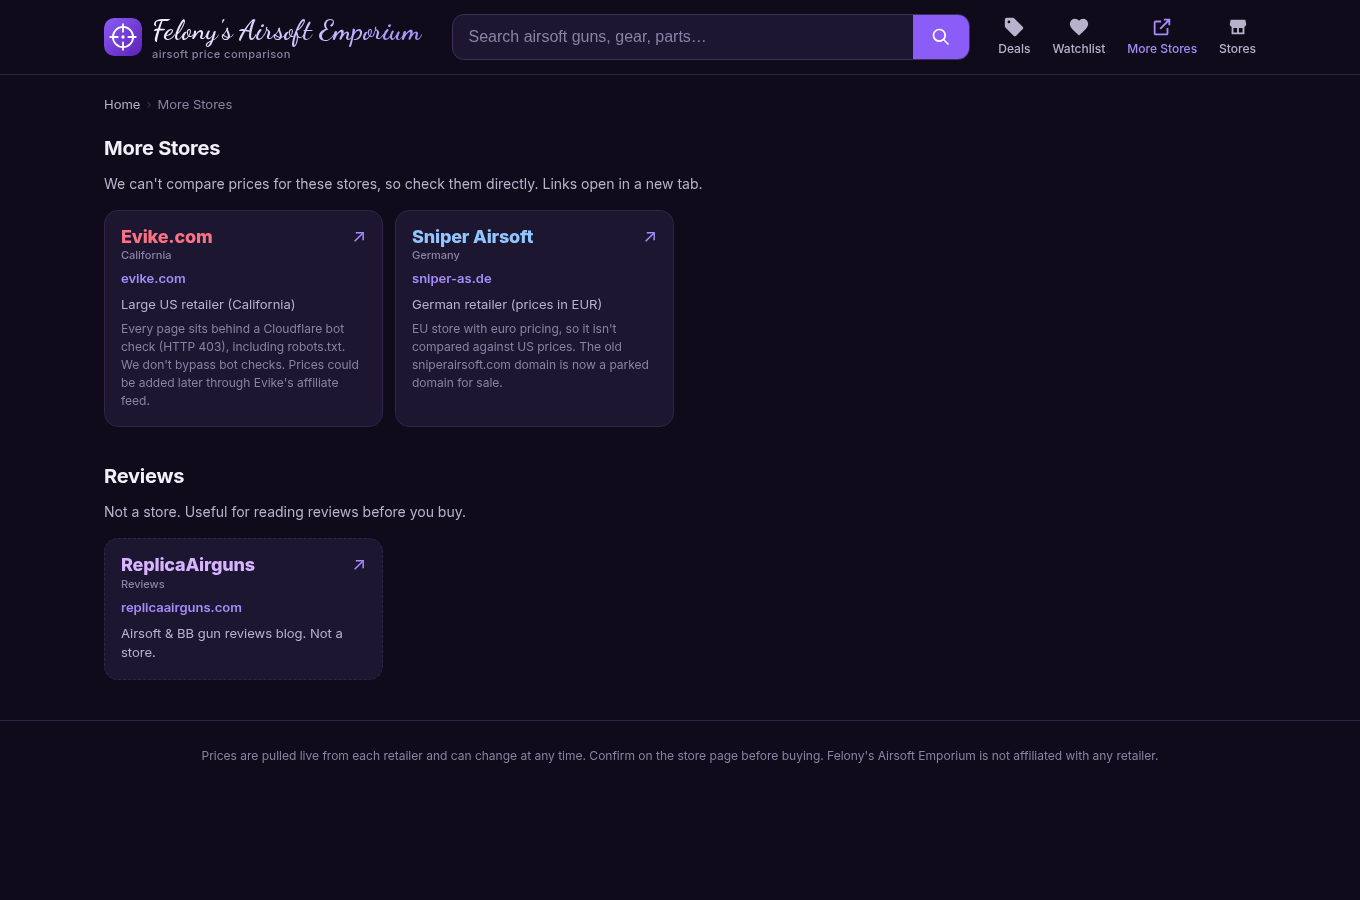 Felony's Airsoft Emporium
airsoft price comparison
Search airsoft guns, gear, parts…
Deals
Watchlist
More Stores
Stores
Home › More Stores
More Stores
We can't compare prices for these stores, so check them directly. Links open in a new tab.
Evike.com
California
evike.com
Large US retailer (California)
Every page sits behind a Cloudflare bot
check (HTTP 403), including robots.txt.
We don't bypass bot checks. Prices could
be added later through Evike's affiliate
feed.
Sniper Airsoft
Germany
sniper-as.de
German retailer (prices in EUR)
EU store with euro pricing, so it isn't
compared against US prices. The old
sniperairsoft.com domain is now a parked
domain for sale.
Reviews
Not a store. Useful for reading reviews before you buy.
ReplicaAirguns
Reviews
replicaairguns.com
Airsoft & BB gun reviews blog. Not a
store.
Prices are pulled live from each retailer and can change at any time. Confirm on the store page before buying. Felony's Airsoft Emporium is not affiliated with any retailer.